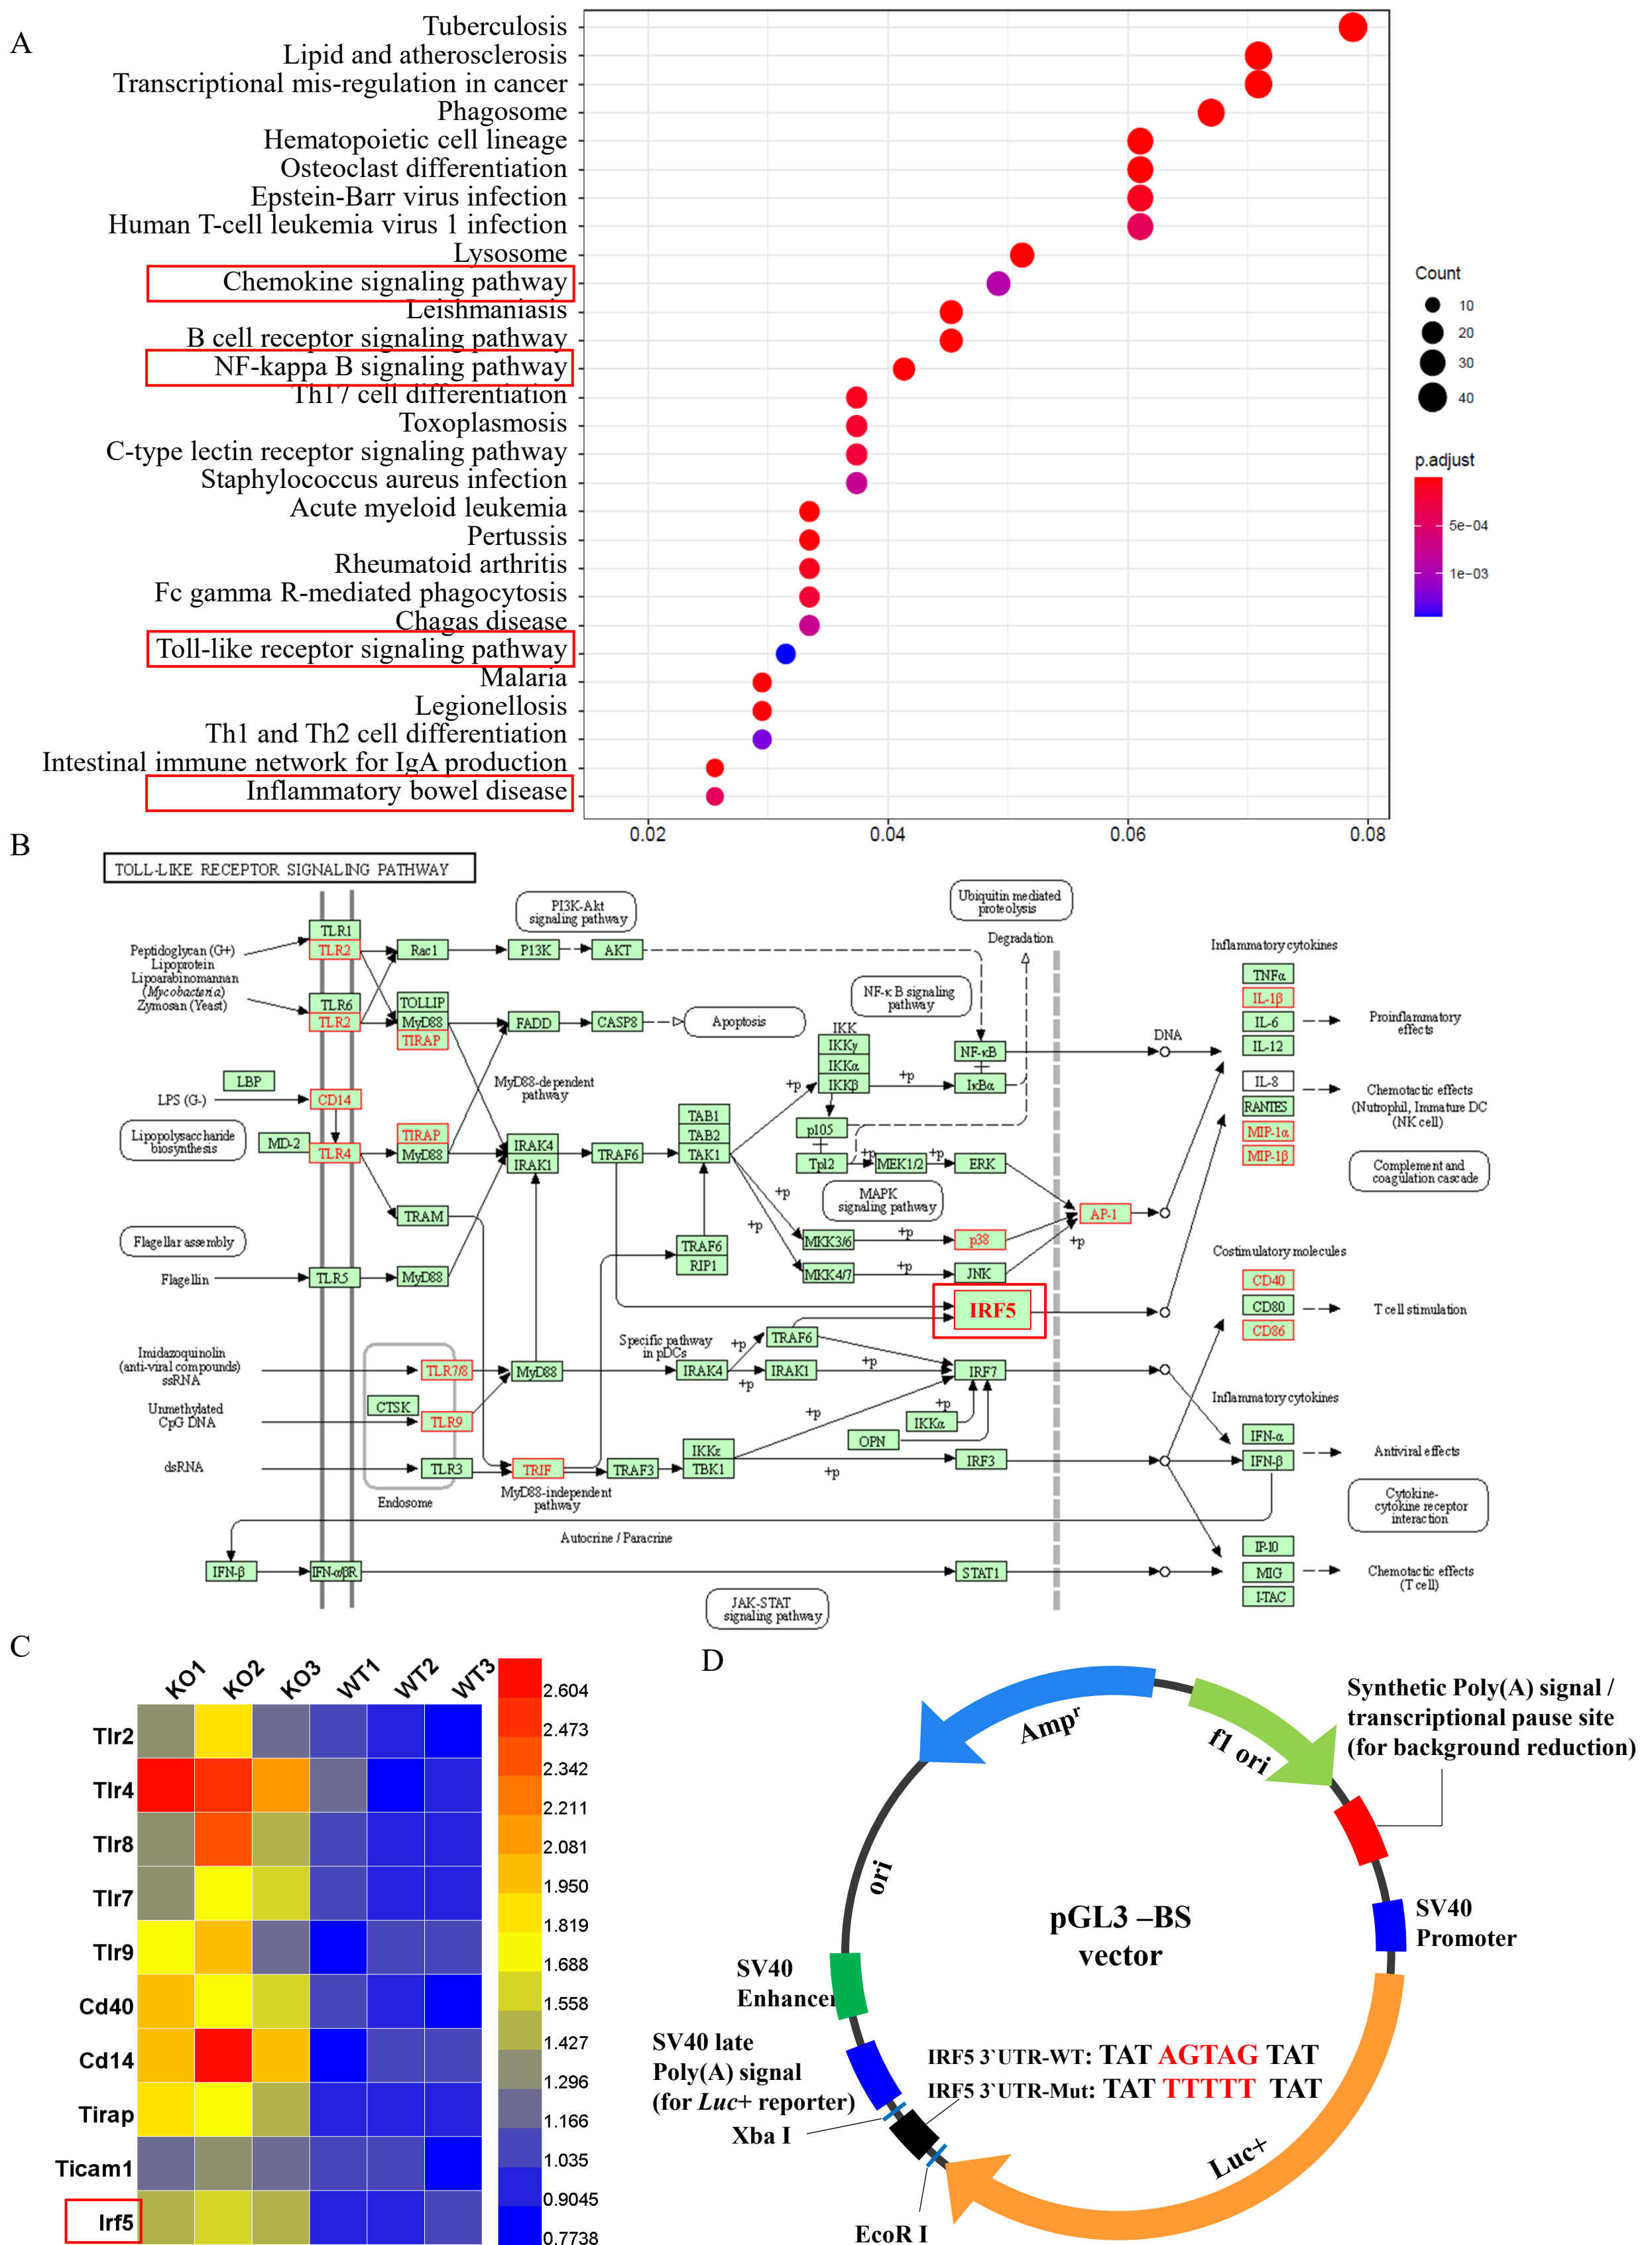 A
Tuberculosis
Lipid and atherosclerosis
Transcriptional mis-regulation in cancer
Phagosome
Hematopoietic cell lineage
Osteoclast differentiation
Epstein-Barr virus infection
Human T-cell leukemia virus 1 infection
Lysosome
Chemokine signaling pathway
Leishmaniasis
B cell receptor signaling pathway
NF-kappa B signaling pathway
Th17 cell differentiation
Toxoplasmosis
C-type lectin receptor signaling pathway
Staphylococcus aureus infection
Acute myeloid leukemia
Pertussis
Rheumatoid arthritis
Fc gamma R-mediated phagocytosis
Chagas disease
Toll-like receptor signaling pathway
Malaria
Legionellosis
Th1 and Th2 cell differentiation
Intestinal immune network for IgA production
Inflammatory bowel disease
0.02 0.04 0.06 0.08
Count
10
20
30
40
p.adjust
5e−04
1e−03
B
TOLL-LIKE RECEPTOR SIGNALING PATHWAY
PI3K-Akt
signaling pathway
Ubiquitin mediated
proteolysis
Degradation
Peptidoglycan (G+)
Lipoprotein
Lipoarabinomannan
(Mycobacteria)
Zymosan (Yeast)
TLR1
TLR2
Rac1
P13K
AKT
TLR6
TLR2
TOLLIP
MyD88
TIRAP
FADD
CASP8
Apoptosis
NF-κB signaling
pathway
IKK
IKKγ
IKKα
IKKβ
+p
+p
NF-κB
IκBα
DNA
Inflammatory cytokines
TNFα
IL-1β
IL-6
IL-12
Proinflammatory
effects
IL-8
RANTES
MIP-1α
MIP-1β
Chemotactic effects
(Nutrophil, Immature DC
(NK cell)
Complement and
coagulation cascade
LBP
LPS (G-)
CD14
MyD88-dependent
pathway
Lipopolysaccharide
biosynthesis
MD-2
TLR4
TIRAP
MyD88
IRAK4
IRAK1
TRAF6
TAB1
TAB2
TAK1
p105
Tpl2
+p
MEK1/2
+p
ERK
MAPK
signaling pathway
+p
+p
TRAM
Flagellar assembly
Flagellin
TLR5
MyD88
TRAF6
RIP1
MKK3/6
+p
p38
MKK4/7
+p
JNK
AP-1
+p
IRF5
Costimulatory molecules
CD40
CD80
CD86
T cell stimulation
Imidazoquinolin
(anti-viral compounds)
ssRNA
TLR7/8
MyD88
Specific pathway
in pDCs
IRAK4
+p
TRAF6
+p
IRAK1
+p
IRF7
Unmethylated
CpG DNA
CTSK
TLR9
+p
IKKα
+p
OPN
dsRNA
TLR3
TRIF
TRAF3
IKKε
TBK1
+p
IRF3
Endosome
MyD88-independent
pathway
Inflammatory cytokines
IFN-α
IFN-β
Antiviral effects
Cytokine-
cytokine receptor
interaction
Autocrine / Paracrine
IFN-β
IFN-α/βR
STAT1
JAK-STAT
signaling pathway
IP-10
MIG
I-TAC
Chemotactic effects
(T cell)
C
KO1 KO2 KO3 WT1 WT2 WT3
Tlr2
Tlr4
Tlr8
Tlr7
Tlr9
Cd40
Cd14
Tirap
Ticam1
Irf5
2.604
2.473
2.342
2.211
2.081
1.950
1.819
1.688
1.558
1.427
1.296
1.166
1.035
0.9045
0.7738
D
Ampr
f1 ori
Synthetic Poly(A) signal /
transcriptional pause site
(for background reduction)
ori
pGL3 –BS
vector
SV40
Promoter
SV40
Enhancer
SV40 late
Poly(A) signal
(for Luc+ reporter)
IRF5 3`UTR-WT: TAT AGTAG TAT
IRF5 3`UTR-Mut: TAT TTTTT TAT
Xba I
EcoR I
Luc+